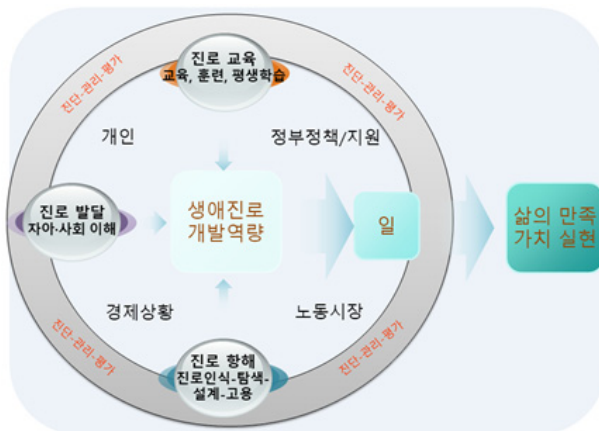 진로 교육
교육, 훈련, 평생학습
진단-관리-평가
진단-관리-평가
개인
정부정책/지원
진로 발달
자아·사회 이해
생애진로
개발역량
일
삶의 만족
가치 실현
경제상황
노동시장
진단-관리-평가
진단-관리-평가
진로 항해
진로인식-탐색-
설계-고용